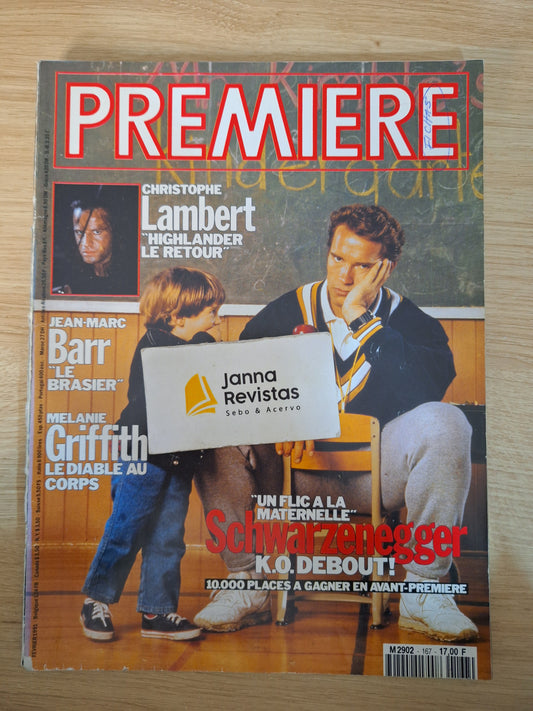 Mr. Kimble's
PREMIERE
Kindergarten
CHRISTOPHE
Lambert
"HIGHLANDER
LE RETOUR"
JEAN-MARC
Barr
"LE
BRASIER"
MELANIE
Griffith
LE DIABLE AU
CORPS
Janna
Revistas
Sebo & Acervo
"UN FLIC A LA
MATERNELLE"
Schwarzenegger
K.O. DEBOUT!
10.000 PLACES A GAGNER EN AVANT-PREMIERE
M 2902 - 167 - 17,00 F